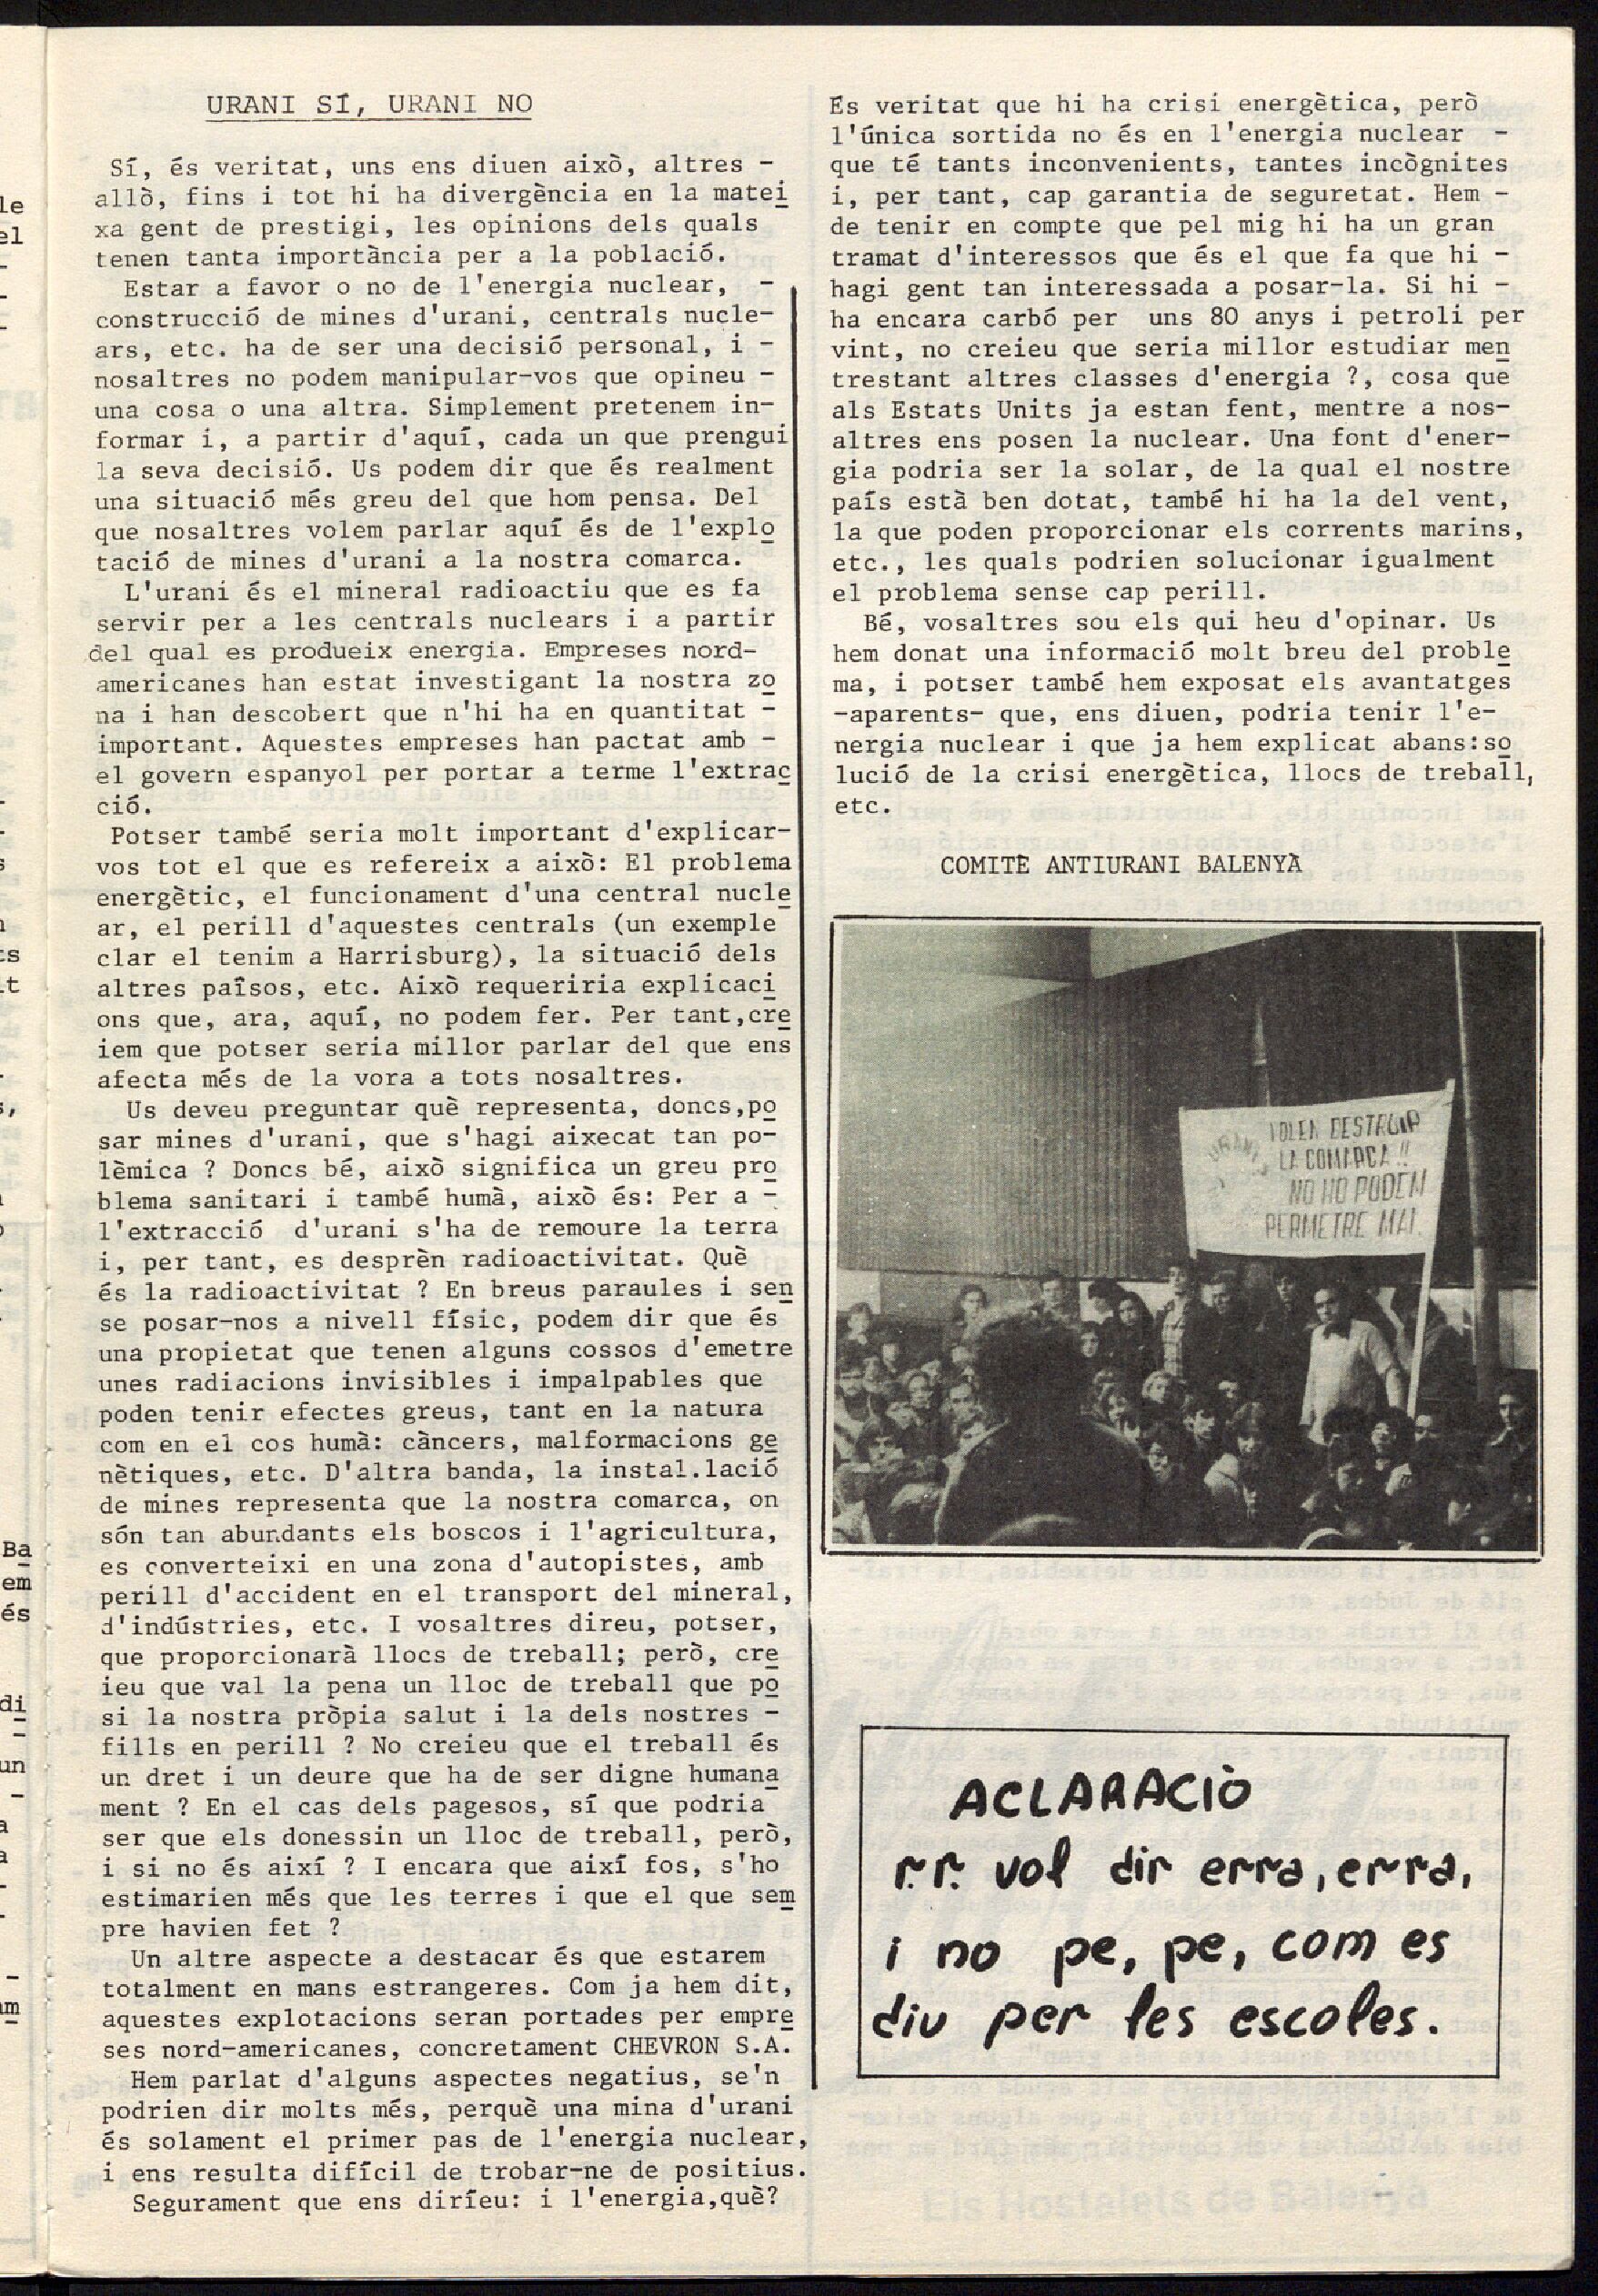 URANI SÍ, URANI NO
Sí, és veritat, uns ens diuen això, altres -
allò, fins i tot hi ha divergència en la matei
xa gent de prestigi, les opinions dels quals
tenen tanta importància per a la població.
Estar a favor o no de l'energia nuclear, -
construcció de mines d'urani, centrals nucle-
ars, etc. ha de ser una decisió personal, i -
nosaltres no podem manipular-vos que opineu -
una cosa o una altra. Simplement pretenem in-
formar i, a partir d'aquí, cada un que prengui
la seva decisió. Us podem dir que és realment
una situació més greu del que hom pensa. Del
que nosaltres volem parlar aquí és de l'explo
tació de mines d'urani a la nostra comarca.
L'urani és el mineral radioactiu que es fa
servir per a les centrals nuclears i a partir
del qual es produeix energia. Empreses nord-
americanes han estat investigant la nostra zo
na i han descobert que n'hi ha en quantitat -
important. Aquestes empreses han pactat amb -
el govern espanyol per portar a terme l'extrac
ció.
Potser també seria molt important d'explicar-
vos tot el que es refereix a això: El problema
energètic, el funcionament d'una central nucle
ar, el perill d'aquestes centrals (un exemple
clar el tenim a Harrisburg), la situació dels
altres països, etc. Això requeriria explicaci
ons que, ara, aquí, no podem fer. Per tant,cre
iem que potser seria millor parlar del que ens
afecta més de la vora a tots nosaltres.
Us deveu preguntar què representa, doncs,po
sar mines d'urani, que s'hagi aixecat tan po-
lèmica ? Doncs bé, això significa un greu pro
blema sanitari i també humà, això és: Per a -
l'extracció d'urani s'ha de remoure la terra
i, per tant, es desprèn radioactivitat. Què
és la radioactivitat ? En breus paraules i sen
se posar-nos a nivell físic, podem dir que és
una propietat que tenen alguns cossos d'emetre
unes radiacions invisibles i impalpables que
poden tenir efectes greus, tant en la natura
com en el cos humà: càncers, malformacions ge
nètiques, etc. D'altra banda, la instal.lació
de mines representa que la nostra comarca, on
són tan abundants els boscos i l'agricultura,
es converteixi en una zona d'autopistes, amb
perill d'accident en el transport del mineral,
d'indústries, etc. I vosaltres direu, potser,
que proporcionarà llocs de treball; però, cre
ieu que val la pena un lloc de treball que po
si la nostra pròpia salut i la dels nostres -
fills en perill ? No creieu que el treball és
un dret i un deure que ha de ser digne humana
ment ? En el cas dels pagesos, sí que podria
ser que els donessin un lloc de treball, però,
i si no és així ? I encara que així fos, s'ho
estimarien més que les terres i que el que sem
pre havien fet ?
Un altre aspecte a destacar és que estarem
totalment en mans estrangeres. Com ja hem dit,
aquestes explotacions seran portades per empre
ses nord-americanes, concretament CHEVRON S.A.
Hem parlat d'alguns aspectes negatius, se'n
podrien dir molts més, perquè una mina d'urani
és solament el primer pas de l'energia nuclear,
i ens resulta difícil de trobar-ne de positius.
Segurament que ens diríeu: i l'energia,què?
Es veritat que hi ha crisi energètica, però
l'única sortida no és en l'energia nuclear -
que té tants inconvenients, tantes incògnites
i, per tant, cap garantia de seguretat. Hem -
de tenir en compte que pel mig hi ha un gran
tramat d'interessos que és el que fa que hi -
hagi gent tan interessada a posar-la. Si hi -
ha encara carbó per uns 80 anys i petroli per
vint, no creieu que seria millor estudiar men
trestant altres classes d'energia ?, cosa que
als Estats Units ja estan fent, mentre a nos-
altres ens posen la nuclear. Una font d'ener-
gia podria ser la solar, de la qual el nostre
país està ben dotat, també hi ha la del vent,
la que poden proporcionar els corrents marins,
etc., les quals podrien solucionar igualment
el problema sense cap perill.
Bé, vosaltres sou els qui heu d'opinar. Us
hem donat una informació molt breu del proble
ma, i potser també hem exposat els avantatges
-aparents- que, ens diuen, podria tenir l'e-
nergia nuclear i que ja hem explicat abans:so
lució de la crisi energètica, llocs de treball,
etc.
COMITÈ ANTIURANI BALENYÀ
VOLEN DESTRUIR
LA COMARCA!!
NO HO PODEM
PERMETRE MAI.
ACLARACIÒ
r.r. vol dir erra, erra,
i no pe, pe, com es
diu per les escoles.